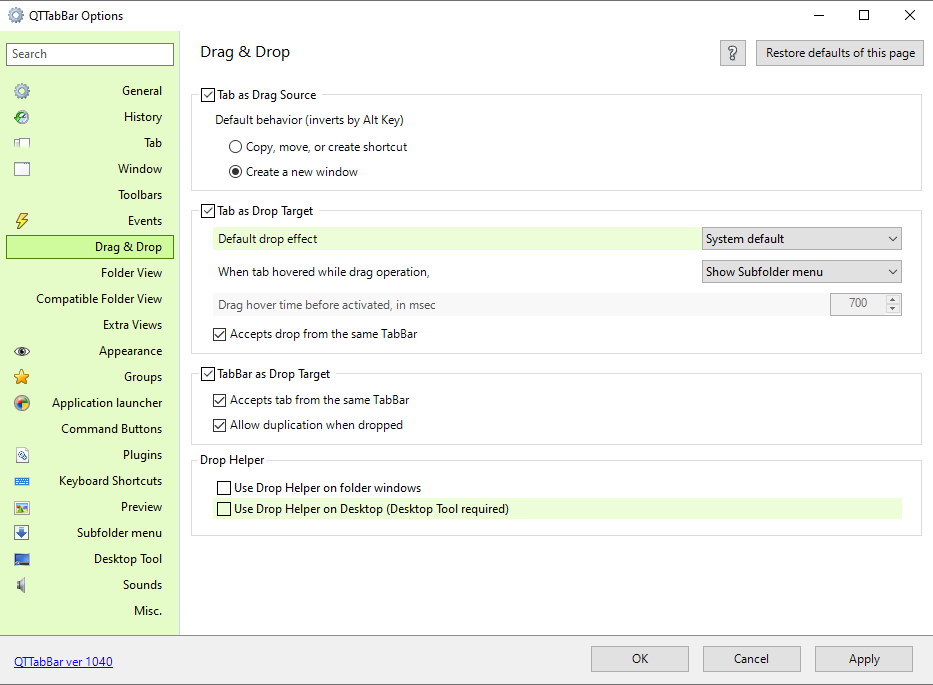 QTTabBar Options
Search
General
History
Tab
Window
Toolbars
Events
Drag & Drop
Folder View
Compatible Folder View
Extra Views
Appearance
Groups
Application launcher
Command Buttons
Plugins
Keyboard Shortcuts
Preview
Subfolder menu
Desktop Tool
Sounds
Misc.
Drag & Drop
? Restore defaults of this page
Tab as Drag Source
Default behavior (inverts by Alt Key)
Copy, move, or create shortcut
Create a new window
Tab as Drop Target
Default drop effect System default
When tab hovered while drag operation, Show Subfolder menu
Drag hover time before activated, in msec 700
Accepts drop from the same TabBar
TabBar as Drop Target
Accepts tab from the same TabBar
Allow duplication when dropped
Drop Helper
Use Drop Helper on folder windows
Use Drop Helper on Desktop (Desktop Tool required)
QTTabBar ver 1040
OK Cancel Apply